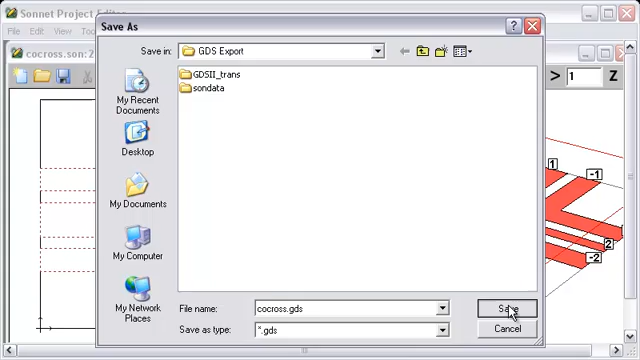 Sonnet Project Editor
File Edit
cocross.son:2
Save As
Save in:
GDS Export
GDSII_trans
sondata
My Recent
Documents
Desktop
My Documents
My Computer
My Network
Places
File name:
cocross.gds
Save
Save as type:
*.gds
Cancel
> 1 Z
1
-1
2
-2